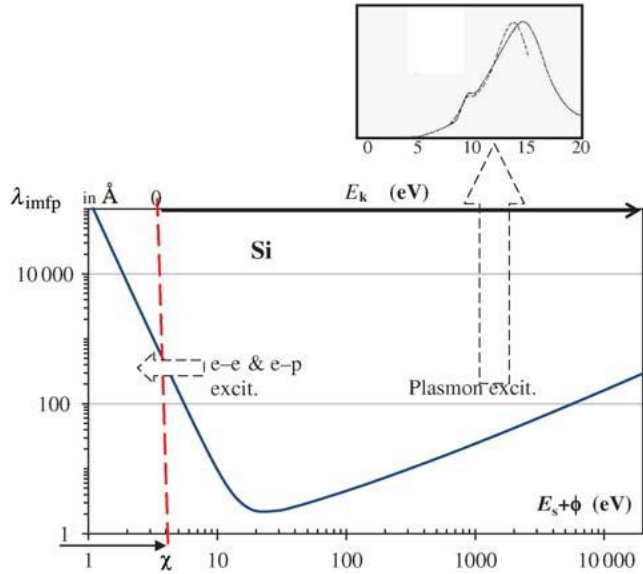 0 5 10 15 20
λimfp in Å 0 Ek (eV)
Si
10 000
e–e & e–p
excit.
Plasmon excit.
100
Es+ϕ (eV)
1
1 χ 10 100 1000 10 000